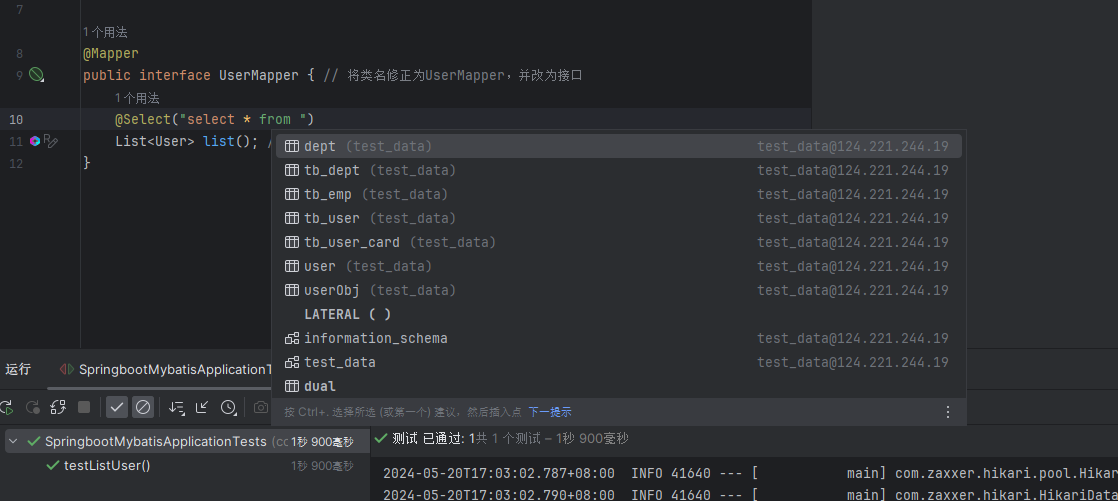 7
1个用法
8 @Mapper
9 public interface UserMapper { // 将类名修正为UserMapper，并改为接口
1个用法
10 @Select("select * from ")
11 List<User> list(); /
12 }
dept (test_data) test_data@124.221.244.19
tb_dept (test_data) test_data@124.221.244.19
tb_emp (test_data) test_data@124.221.244.19
tb_user (test_data) test_data@124.221.244.19
tb_user_card (test_data) test_data@124.221.244.19
user (test_data) test_data@124.221.244.19
userObj (test_data) test_data@124.221.244.19
LATERAL ( )
information_schema test_data@124.221.244.19
test_data test_data@124.221.244.19
dual
按 Ctrl+. 选择所选 (或第一个) 建议，然后插入点 下一提示
运行 SpringbootMybatisApplicationT
SpringbootMybatisApplicationTests (cc 1秒 900毫秒
testListUser() 1秒 900毫秒
测试 已通过: 1共 1 个测试 – 1秒 900毫秒
2024-05-20T17:03:02.787+08:00 INFO 41640 --- [ main] com.zaxxer.hikari.pool.Hikar
2024-05-20T17:03:02.790+08:00 INFO 41640 --- [ main] com.zaxxer.hikari.HikariData